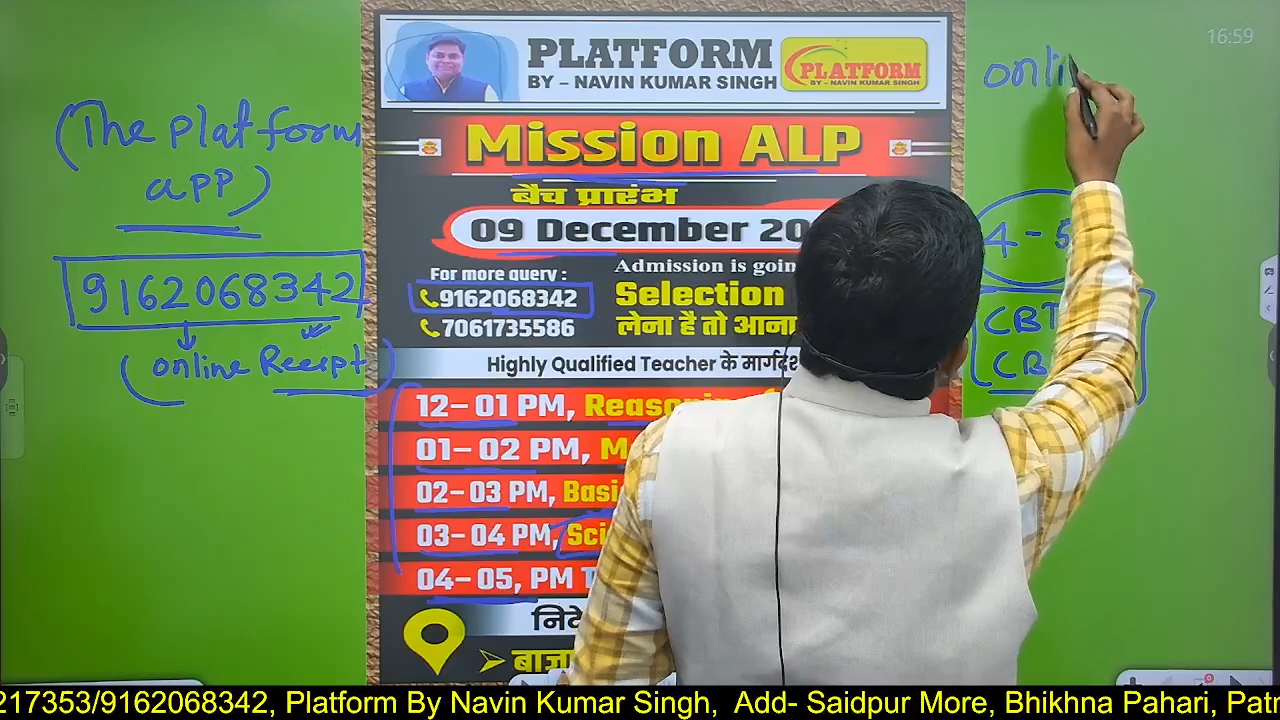 16:59
PLATFORM
BY – NAVIN KUMAR SINGH
PLATFORM
BY - NAVIN KUMAR SINGH
onli
(The platform
app)
Mission ALP
बैच प्रारंभ
09 December 20
4 - 5
For more query :
Admission is goin
9162068342
9162068342
7061735586
Selection
लेना है तो आना
CBT
CB
(online Receipt)
Highly Qualified Teacher के
12– 01 PM, Reasoning
01– 02 PM, M
02– 03 PM, Basi
03– 04 PM, Sci
04– 05, PM T
217353/9162068342, Platform By Navin Kumar Singh, Add- Saidpur More, Bhikhna Pahari, Patr